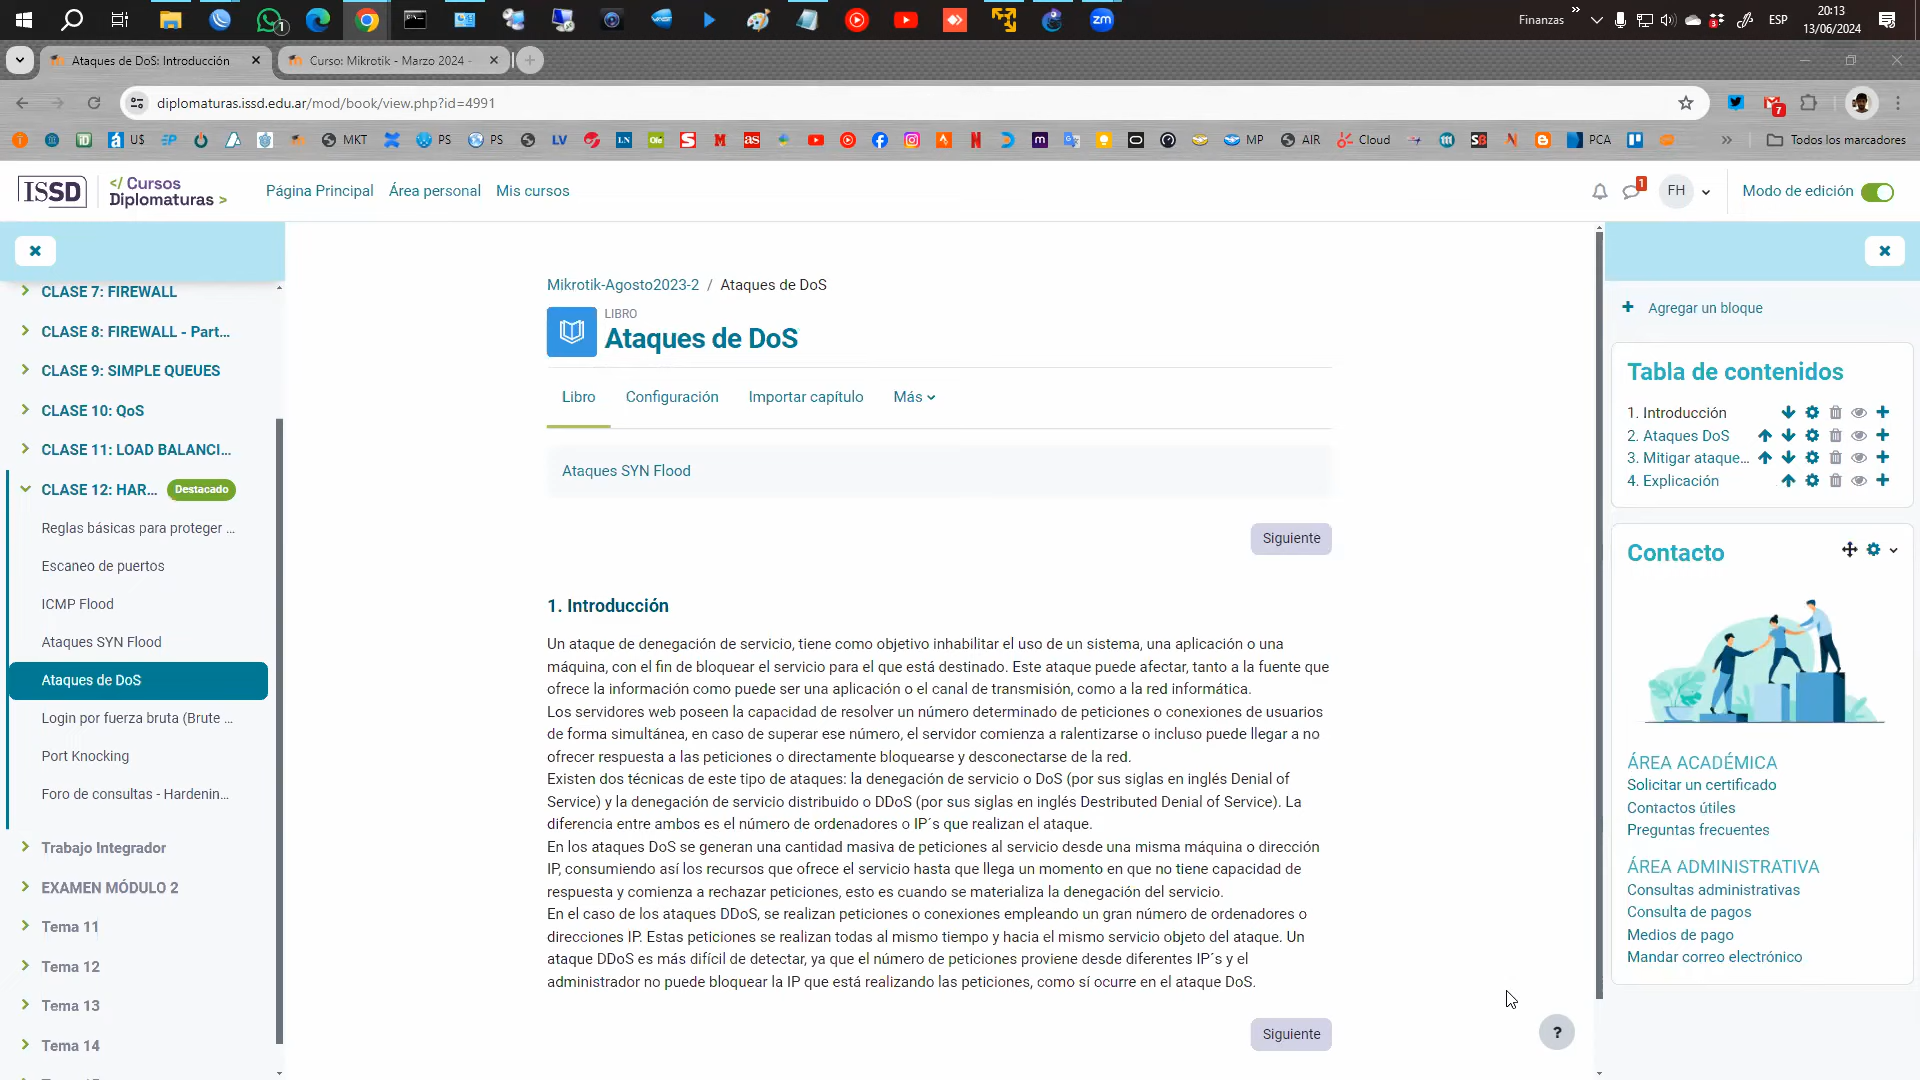 1
Finanzas
3
ESP
20:13
13/06/2024
Ataques de DoS: Introducción
Curso: Mikrotik - Marzo 2024 -
diplomaturas.issd.edu.ar/mod/book/view.php?id=4991
7
U$
MKT
PS
PS
LV
LN
Olé
as
MP
AIR
Cloud
SB
PCA
Todos los marcadores
ISSD
</ Cursos
Diplomaturas >
Página Principal
Área personal
Mis cursos
1
FH
Modo de edición
CLASE 7: FIREWALL
CLASE 8: FIREWALL - Part...
CLASE 9: SIMPLE QUEUES
CLASE 10: QoS
CLASE 11: LOAD BALANCI...
CLASE 12: HAR... Destacado
Reglas básicas para proteger ...
Escaneo de puertos
ICMP Flood
Ataques SYN Flood
Ataques de DoS
Login por fuerza bruta (Brute ...
Port Knocking
Foro de consultas - Hardenin...
Trabajo Integrador
EXAMEN MÓDULO 2
Tema 11
Tema 12
Tema 13
Tema 14
Mikrotik-Agosto2023-2 / Ataques de DoS
LIBRO
Ataques de DoS
Libro
Configuración
Importar capítulo
Más
Ataques SYN Flood
Siguiente
1. Introducción
Un ataque de denegación de servicio, tiene como objetivo inhabilitar el uso de un sistema, una aplicación o una
máquina, con el fin de bloquear el servicio para el que está destinado. Este ataque puede afectar, tanto a la fuente que
ofrece la información como puede ser una aplicación o el canal de transmisión, como a la red informática.
Los servidores web poseen la capacidad de resolver un número determinado de peticiones o conexiones de usuarios
de forma simultánea, en caso de superar ese número, el servidor comienza a ralentizarse o incluso puede llegar a no
ofrecer respuesta a las peticiones o directamente bloquearse y desconectarse de la red.
Existen dos técnicas de este tipo de ataques: la denegación de servicio o DoS (por sus siglas en inglés Denial of
Service) y la denegación de servicio distribuido o DDoS (por sus siglas en inglés Destributed Denial of Service). La
diferencia entre ambos es el número de ordenadores o IP´s que realizan el ataque.
En los ataques DoS se generan una cantidad masiva de peticiones al servicio desde una misma máquina o dirección
IP, consumiendo así los recursos que ofrece el servicio hasta que llega un momento en que no tiene capacidad de
respuesta y comienza a rechazar peticiones, esto es cuando se materializa la denegación del servicio.
En el caso de los ataques DDoS, se realizan peticiones o conexiones empleando un gran número de ordenadores o
direcciones IP. Estas peticiones se realizan todas al mismo tiempo y hacia el mismo servicio objeto del ataque. Un
ataque DDoS es más difícil de detectar, ya que el número de peticiones proviene desde diferentes IP´s y el
administrador no puede bloquear la IP que está realizando las peticiones, como sí ocurre en el ataque DoS.
Siguiente
?
Agregar un bloque
Tabla de contenidos
1. Introducción
2. Ataques DoS
3. Mitigar ataque...
4. Explicación
Contacto
ÁREA ACADÉMICA
Solicitar un certificado
Contactos útiles
Preguntas frecuentes
ÁREA ADMINISTRATIVA
Consultas administrativas
Consulta de pagos
Medios de pago
Mandar correo electrónico